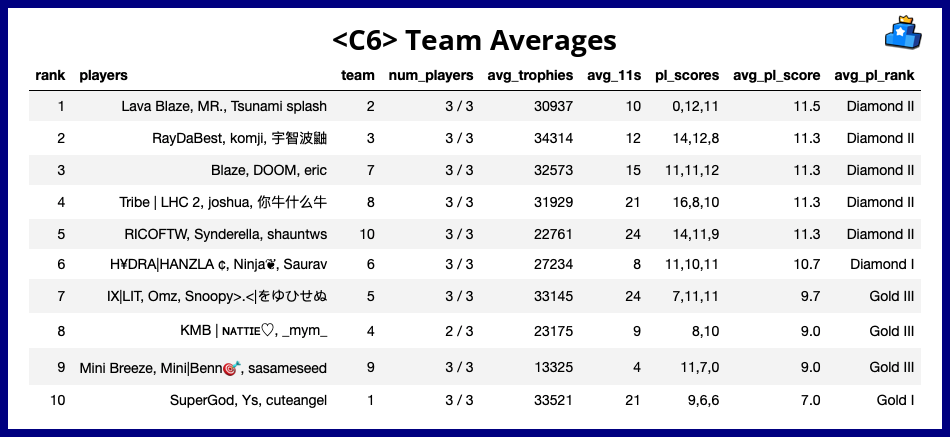 <C6> Team Averages
rank players team num_players avg_trophies avg_11s pl_scores avg_pl_score avg_pl_rank
1 Lava Blaze, MR., Tsunami splash 2 3 / 3 30937 10 0,12,11 11.5 Diamond II
2 RayDaBest, komji, 宇智波鼬 3 3 / 3 34314 12 14,12,8 11.3 Diamond II
3 Blaze, DOOM, eric 7 3 / 3 32573 15 11,11,12 11.3 Diamond II
4 Tribe | LHC 2, joshua, 你牛什么牛 8 3 / 3 31929 21 16,8,10 11.3 Diamond II
5 RICOFTW, Synderella, shauntws 10 3 / 3 22761 24 14,11,9 11.3 Diamond II
6 H¥DRA|HANZLA ¢, Ninja❦, Saurav 6 3 / 3 27234 8 11,10,11 10.7 Diamond I
7 IX|LIT, Omz, Snoopy>.<|をゆひせぬ 5 3 / 3 33145 24 7,11,11 9.7 Gold III
8 KMB | ɴᴀᴛᴛɪᴇ♡, _mym_ 4 2 / 3 23175 9 8,10 9.0 Gold III
9 Mini Breeze, Mini|Benn🎯, sasameseed 9 3 / 3 13325 4 11,7,0 9.0 Gold III
10 SuperGod, Ys, cuteangel 1 3 / 3 33521 21 9,6,6 7.0 Gold I